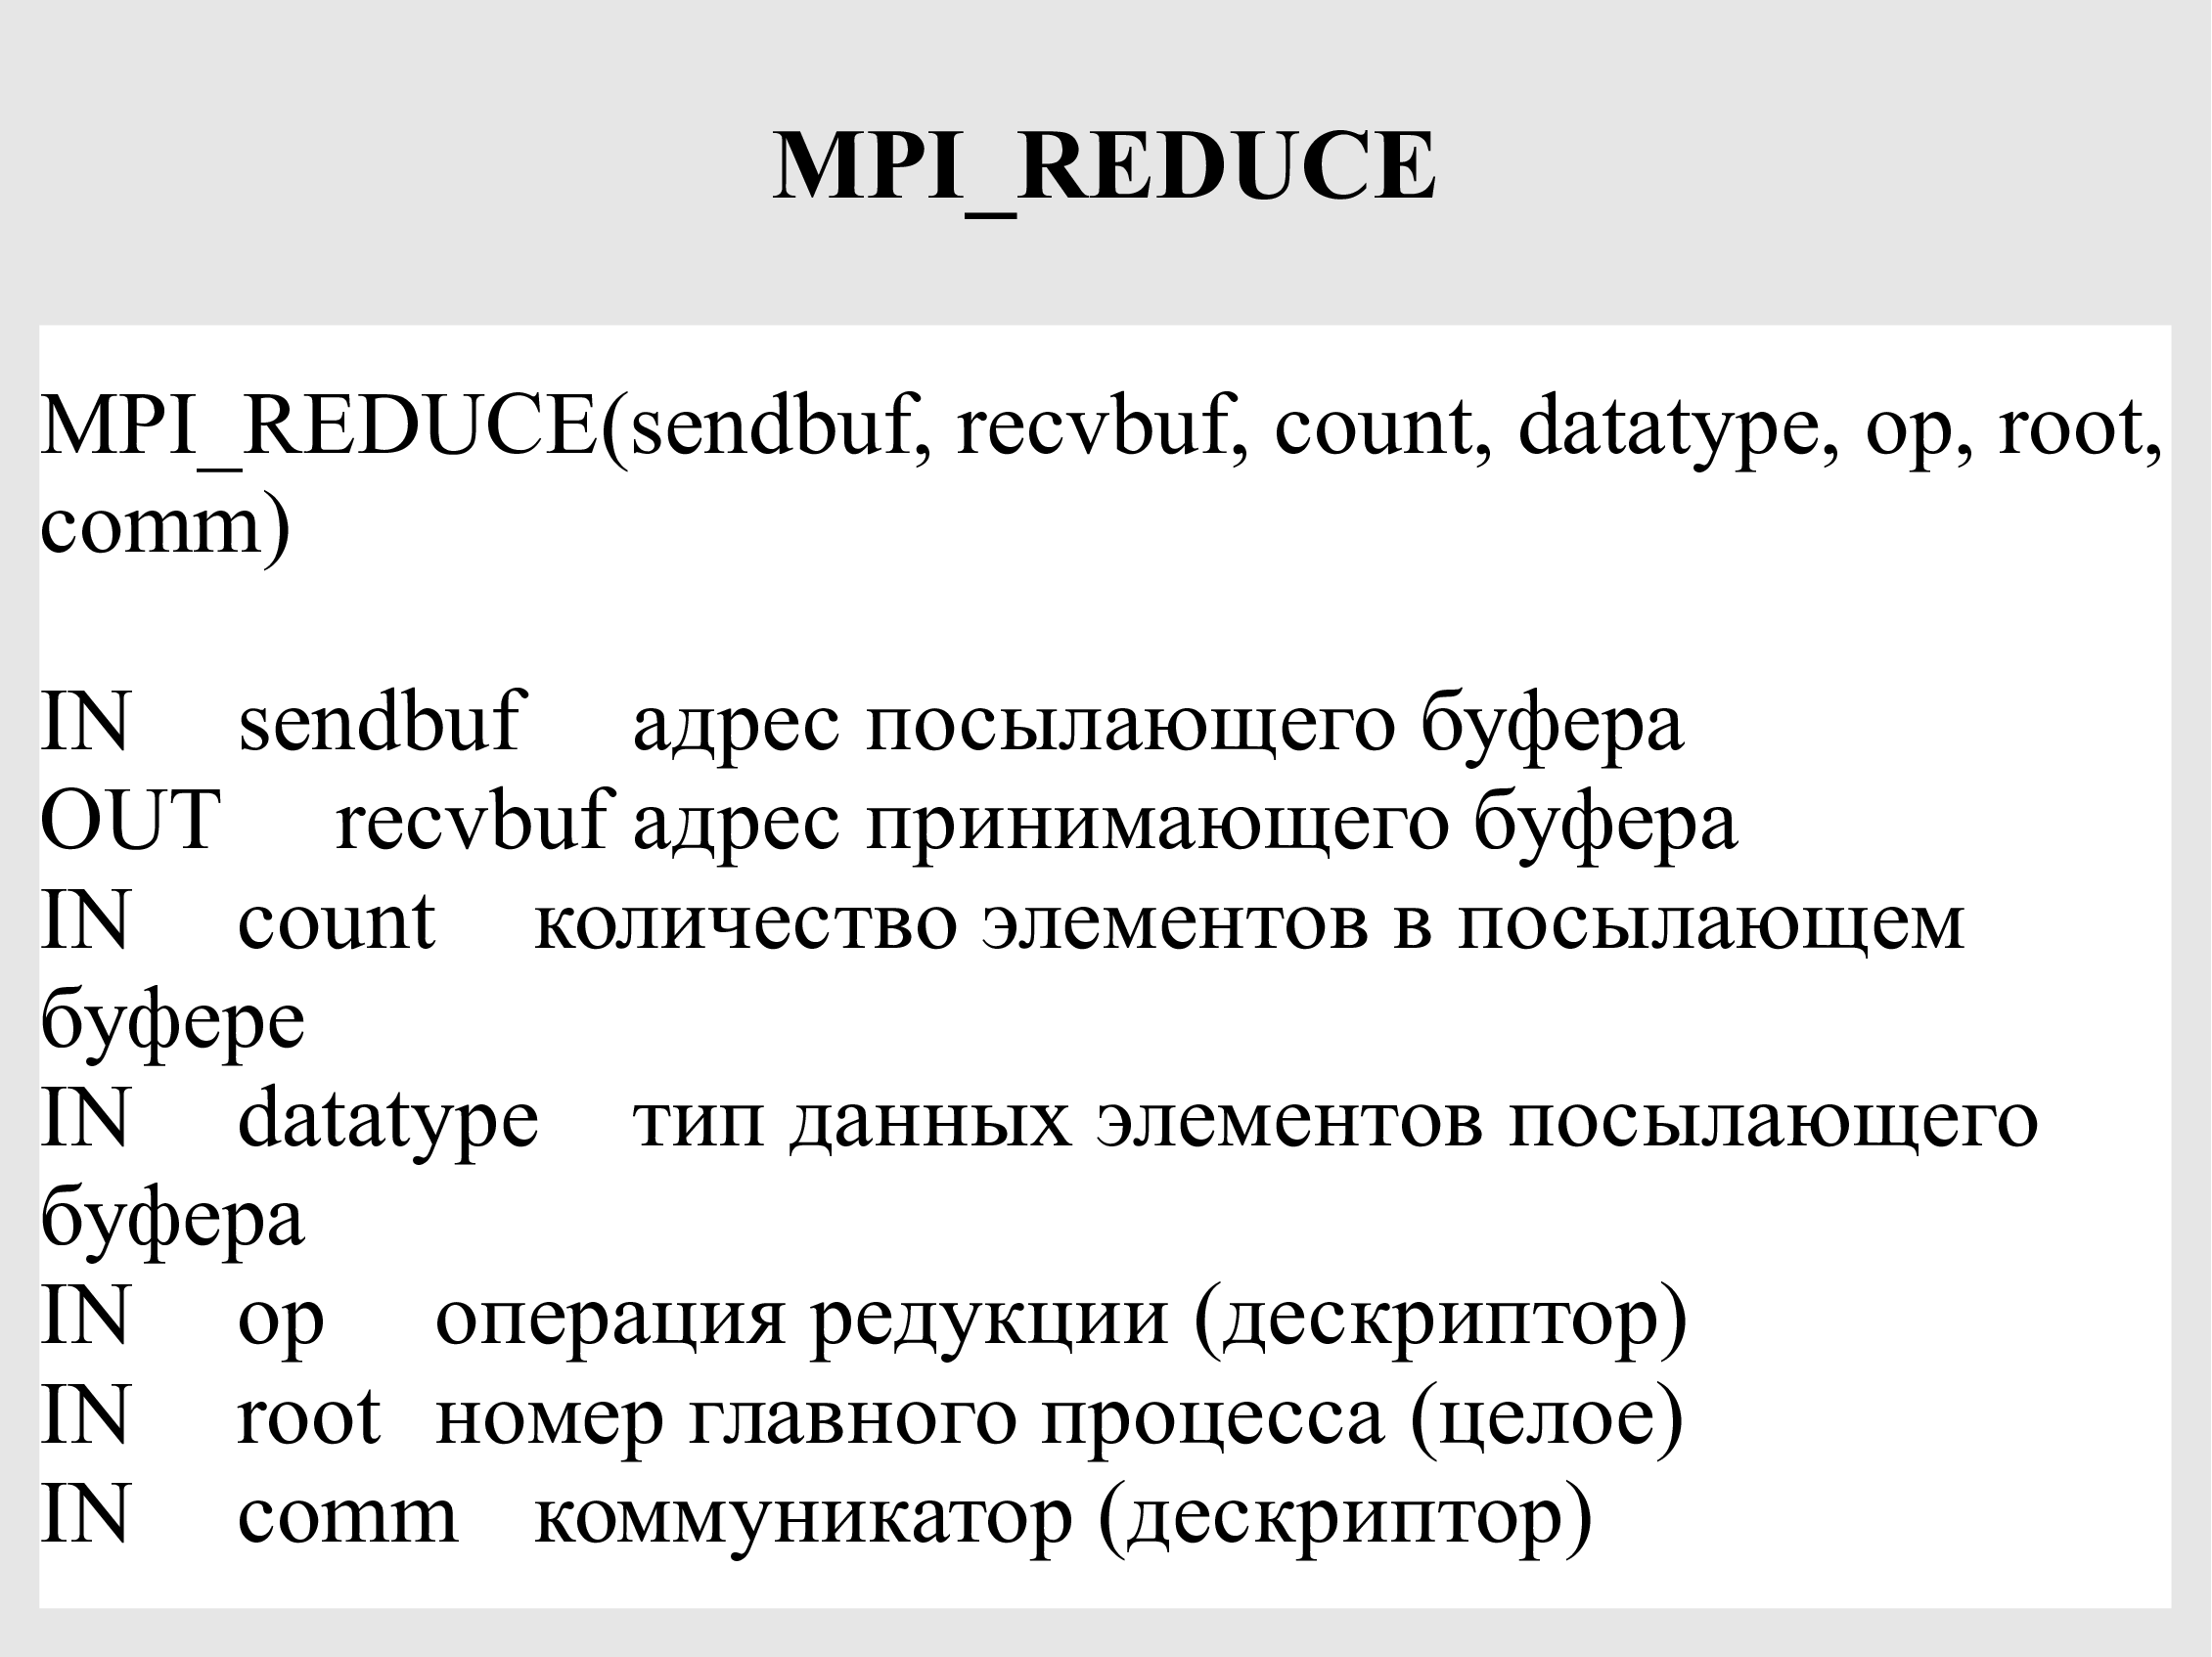 MPI_REDUCE
MPI_REDUCE(sendbuf, recvbuf, count, datatype, op, root,
comm)
IN sendbuf адрес посылающего буфера
OUT recvbuf адрес принимающего буфера
IN count количество элементов в посылающем
буфере
IN datatype тип данных элементов посылающего
буфера
IN op операция редукции (дескриптор)
IN root номер главного процесса (целое)
IN comm коммуникатор (дескриптор)